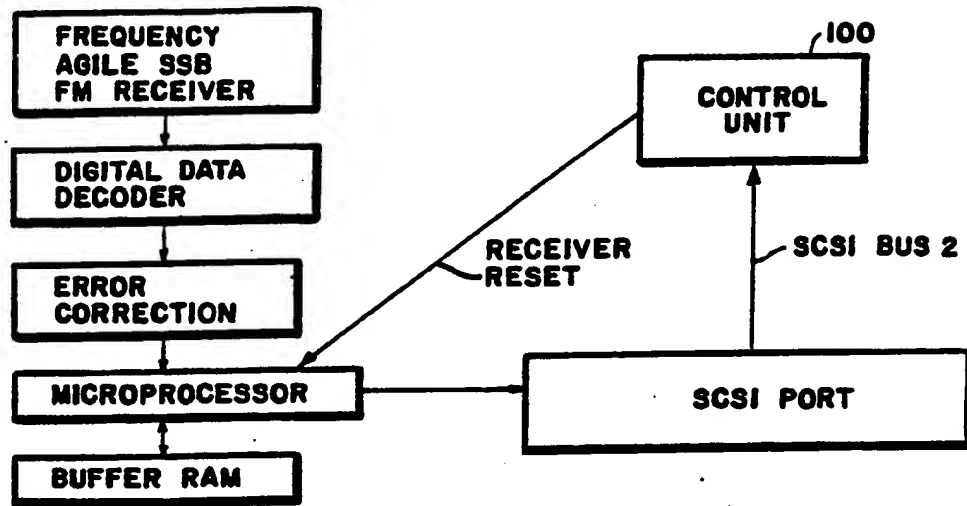 FREQUENCY
AGILE SSB
FM RECEIVER
100
CONTROL
UNIT
DIGITAL DATA
DECODER
RECEIVER
RESET
SCSI BUS 2
ERROR
CORRECTION
MICROPROCESSOR
SCSI PORT
BUFFER RAM